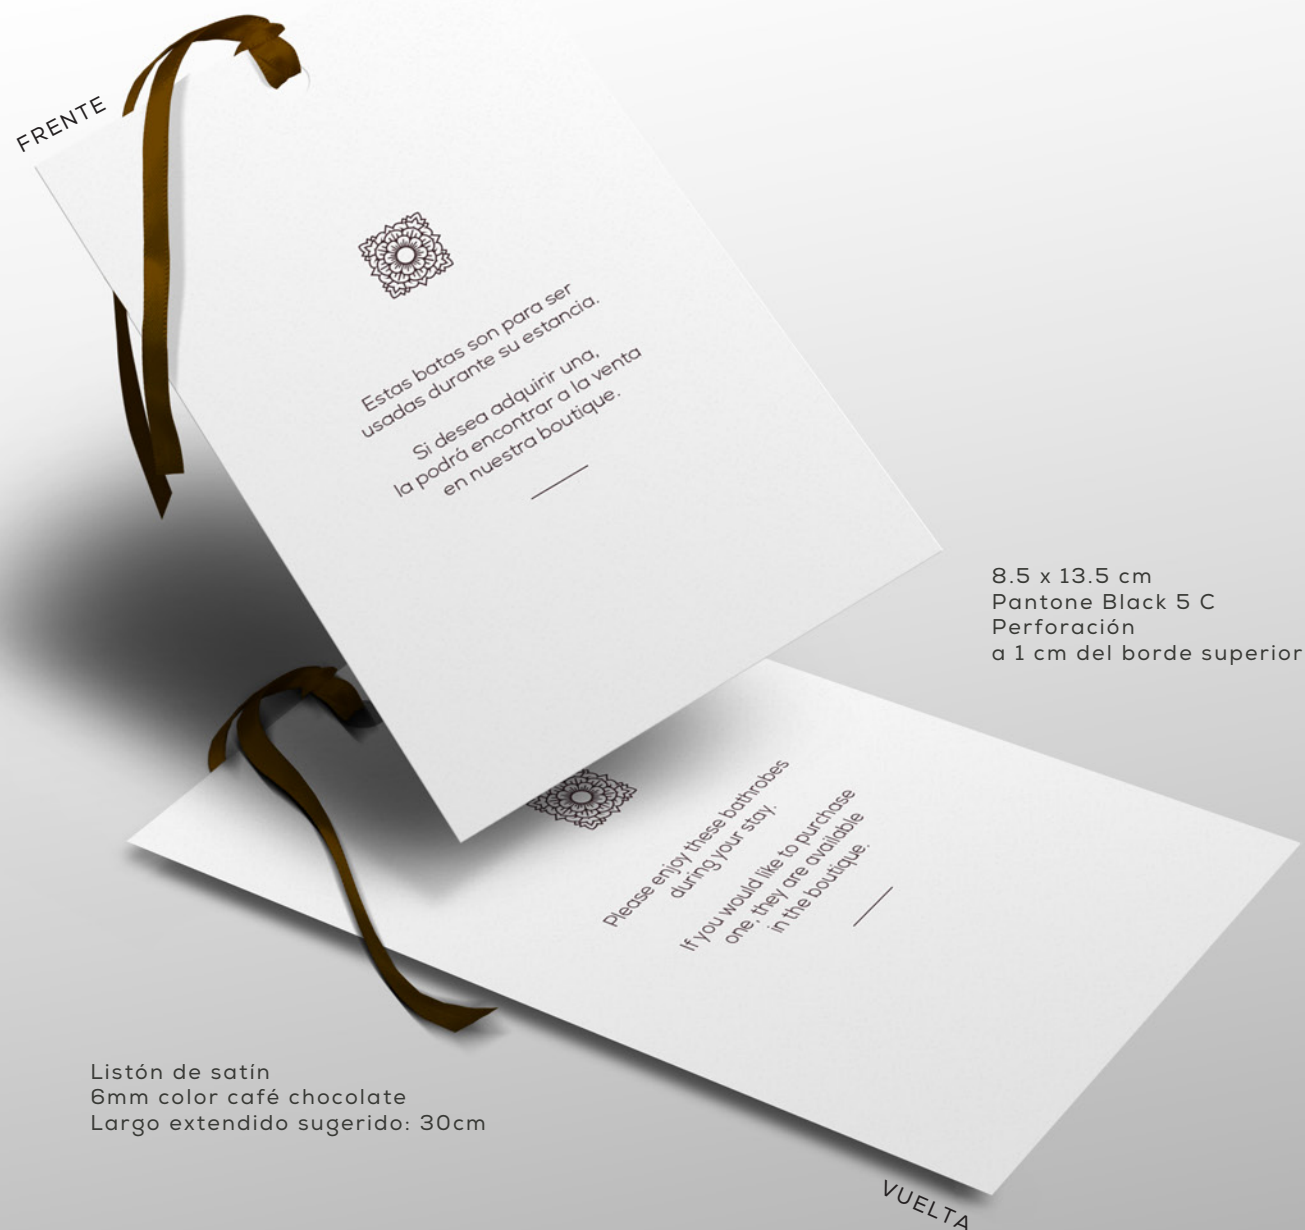 FRENTE
Estas batas son para ser
usadas durante su estancia.
Si desea adquirir una,
la podrá encontrar a la venta
en nuestra boutique.
8.5 x 13.5 cm
Pantone Black 5 C
Perforación
a 1 cm del borde superior
Please enjoy these bathrobes
during your stay.
If you would like to purchase
one, they are available
in the boutique.
Listón de satín
6mm color café chocolate
Largo extendido sugerido: 30cm
VUELTA